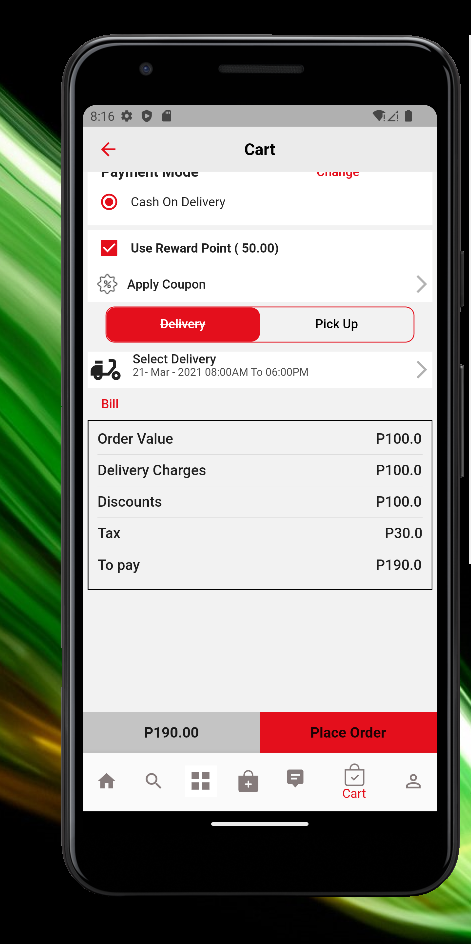 8:16
Cart
Payment Mode Change
Cash On Delivery
Use Reward Point ( 50.00)
Apply Coupon
Delivery Pick Up
Select Delivery
21- Mar - 2021 08:00AM To 06:00PM
Bill
Order Value P100.0
Delivery Charges P100.0
Discounts P100.0
Tax P30.0
To pay P190.0
P190.00 Place Order
Cart